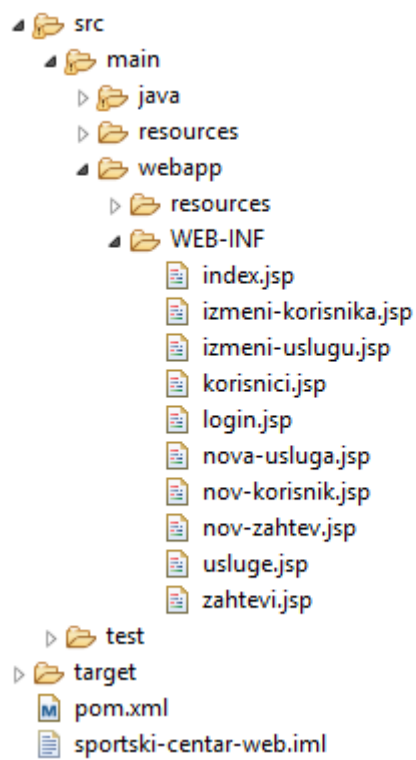 src
main
java
resources
webapp
resources
WEB-INF
index.jsp
izmeni-korisnika.jsp
izmeni-uslugu.jsp
korisnici.jsp
login.jsp
nova-usluga.jsp
nov-korisnik.jsp
nov-zahtev.jsp
usluge.jsp
zahtevi.jsp
test
target
pom.xml
sportski-centar-web.iml